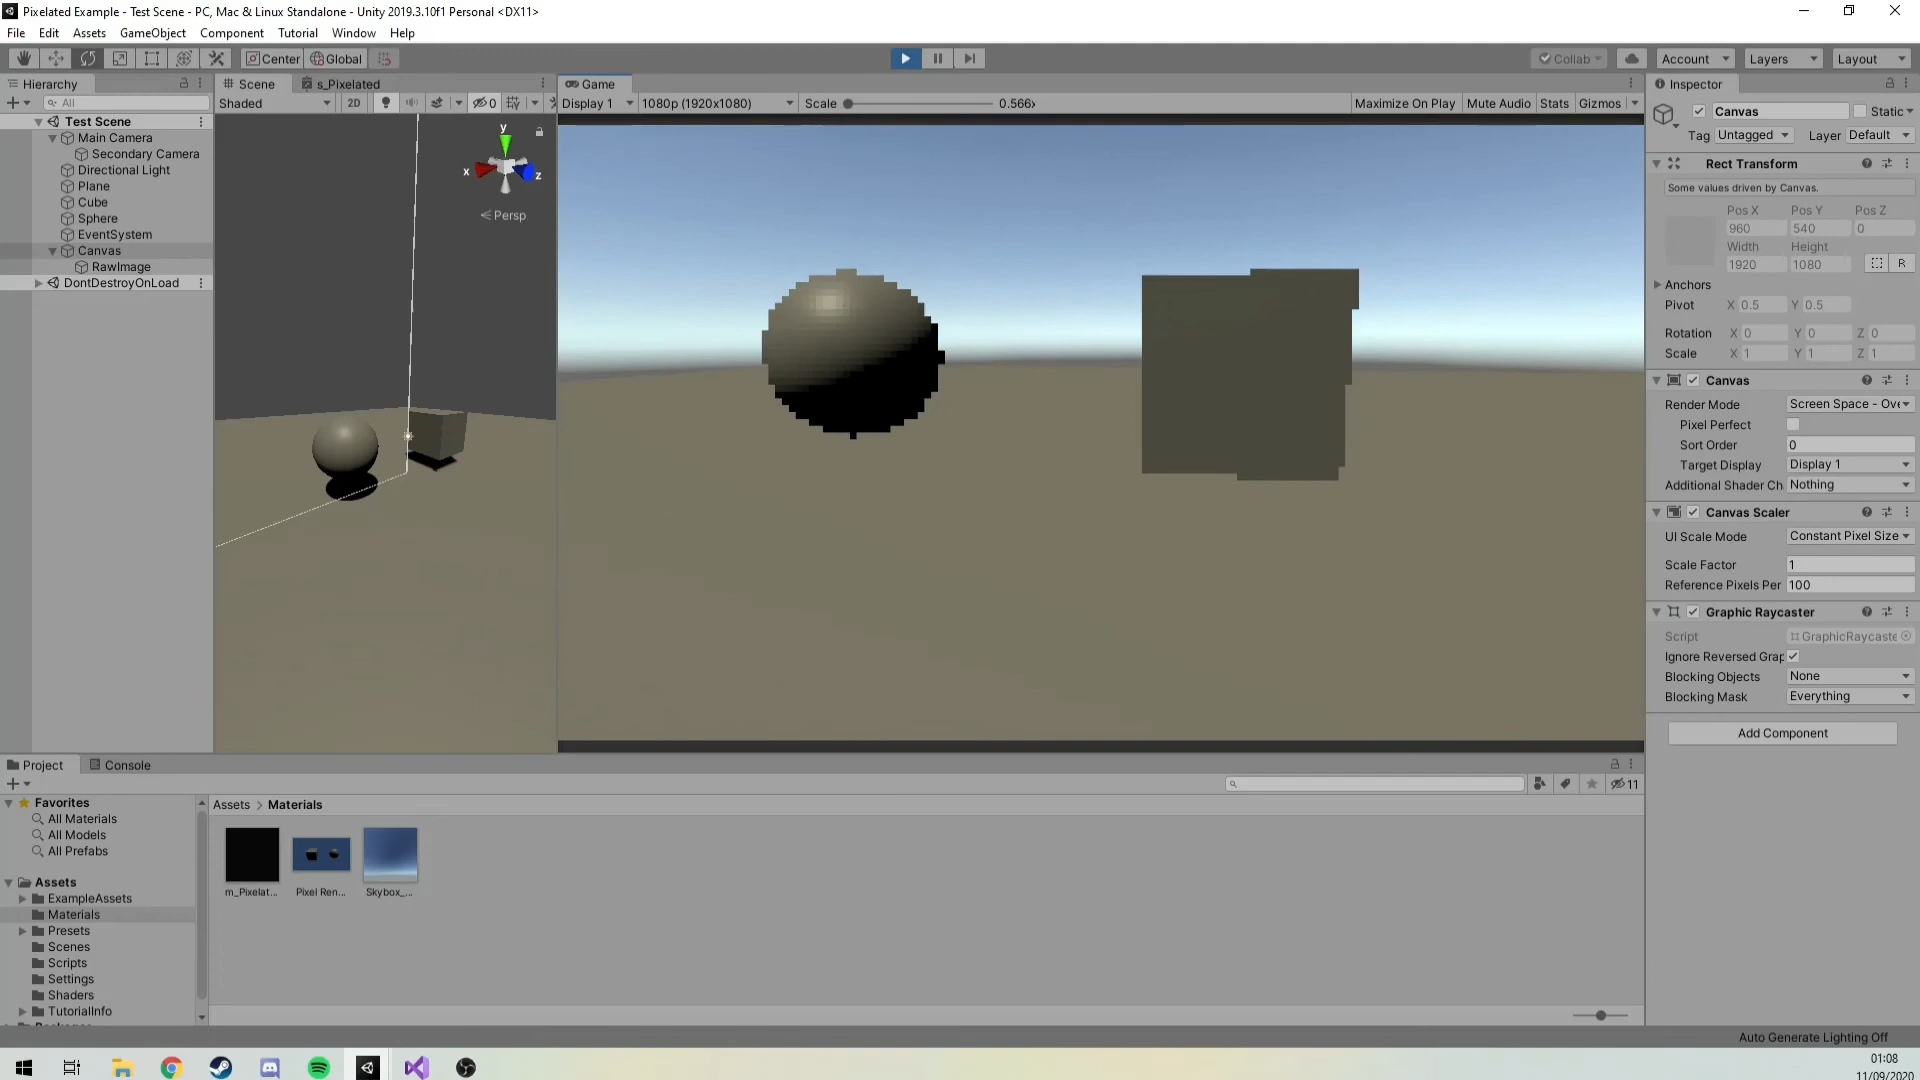 Pixelated Example - Test Scene - PC, Mac & Linux Standalone - Unity 2019.3.10f1 Personal <DX11>
File Edit Assets GameObject Component Tutorial Window Help
Center Global Collab Account Layers Layout
Hierarchy
All
Test Scene
Main Camera
Secondary Camera
Directional Light
Plane
Cube
Sphere
EventSystem
Canvas
RawImage
DontDestroyOnLoad
Scene s_Pixelated
Shaded 2D 0
y
x
z
Persp
Game
Display 1 1080p (1920x1080) Scale 0.566x Maximize On Play Mute Audio Stats Gizmos
Inspector
Canvas Static
Tag Untagged Layer Default
Rect Transform
Some values driven by Canvas.
Pos X Pos Y Pos Z
960 540 0
Width Height
1920 1080 R
Anchors
Pivot X 0.5 Y 0.5
Rotation X 0 Y 0 Z 0
Scale X 1 Y 1 Z 1
Canvas
Render Mode Screen Space - Ove
Pixel Perfect
Sort Order 0
Target Display Display 1
Additional Shader Ch Nothing
Canvas Scaler
UI Scale Mode Constant Pixel Size
Scale Factor 1
Reference Pixels Per 100
Graphic Raycaster
Script GraphicRaycaste
Ignore Reversed Grap
Blocking Objects None
Blocking Mask Everything
Add Component
Project Console
11
Favorites
All Materials
All Models
All Prefabs
Assets
ExampleAssets
Materials
Presets
Scenes
Scripts
Settings
Shaders
TutorialInfo
Assets > Materials
m_Pixelat... Pixel Ren... Skybox_...
Auto Generate Lighting Off
01:08
11/09/2020